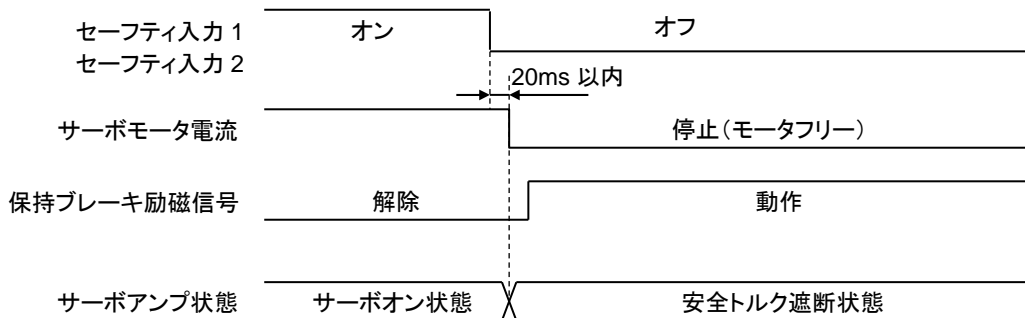 セーフティ入力 1 オン オフ
セーフティ入力 2
20ms 以内
サーボモータ電流 停止（モータフリー）
保持ブレーキ励磁信号 解除 動作
サーボアンプ状態 サーボオン状態 安全トルク遮断状態